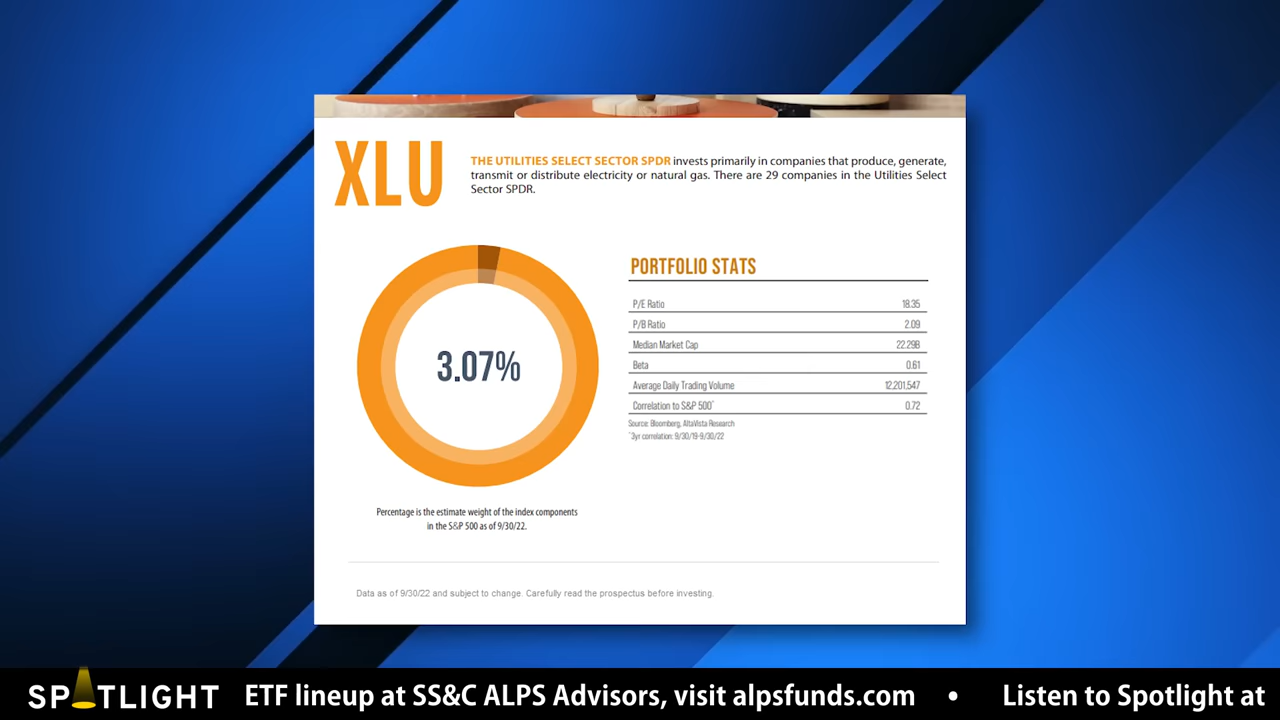 XLU
THE UTILITIES SELECT SECTOR SPDR invests primarily in companies that produce, generate,
transmit or distribute electricity or natural gas. There are 29 companies in the Utilities Select
Sector SPDR.
3.07%
Percentage is the estimate weight of the index components
in the S&P 500 as of 9/30/22.
PORTFOLIO STATS
P/E Ratio 18.35
P/B Ratio 2.09
Median Market Cap 22.29B
Beta 0.61
Average Daily Trading Volume 12,201,547
Correlation to S&P 500* 0.72
Source: Bloomberg, AltaVista Research
*3yr correlation: 9/30/19-9/30/22
Data as of 9/30/22 and subject to change. Carefully read the prospectus before investing.
SPOTLIGHT
ETF lineup at SS&C ALPS Advisors, visit alpsfunds.com • Listen to Spotlight at